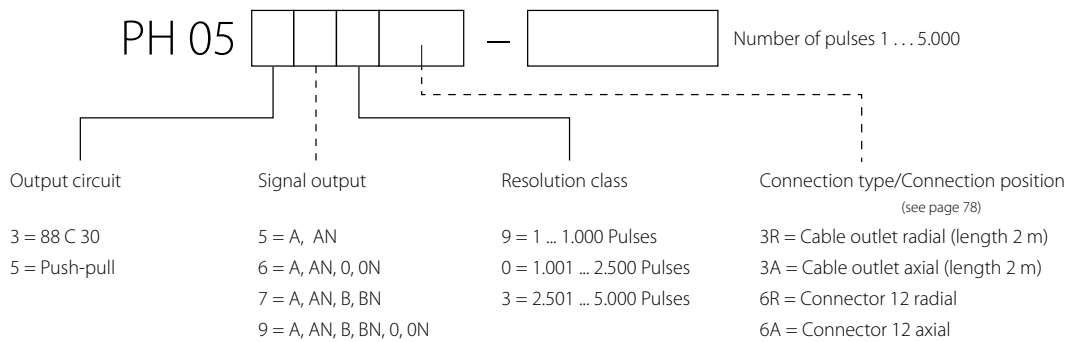 PH 05 – Number of pulses 1 . . . 5.000
Output circuit
3 = 88 C 30
5 = Push-pull
Signal output
5 = A, AN
6 = A, AN, 0, 0N
7 = A, AN, B, BN
9 = A, AN, B, BN, 0, 0N
Resolution class
9 = 1 ... 1.000 Pulses
0 = 1.001 ... 2.500 Pulses
3 = 2.501 ... 5.000 Pulses
Connection type/Connection position
(see page 78)
3R = Cable outlet radial (length 2 m)
3A = Cable outlet axial (length 2 m)
6R = Connector 12 radial
6A = Connector 12 axial